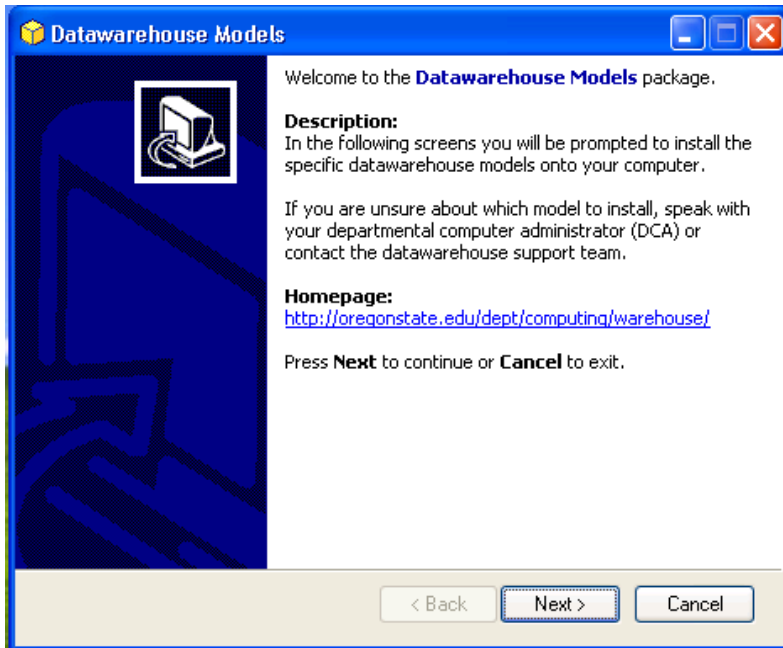 Datawarehouse Models
Welcome to the Datawarehouse Models package.
Description:
In the following screens you will be prompted to install the
specific datawarehouse models onto your computer.
If you are unsure about which model to install, speak with
your departmental computer administrator (DCA) or
contact the datawarehouse support team.
Homepage:
http://oregonstate.edu/dept/computing/warehouse/
Press Next to continue or Cancel to exit.
< Back Next > Cancel